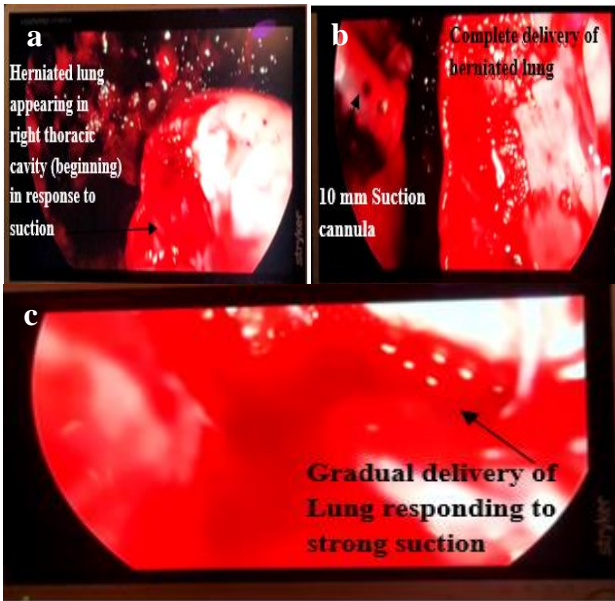 a
Herniated lung
appearing in
right thoracic
cavity (beginning)
in response to
suction
stryker
b
Complete delivery of
herniated lung
10 mm Suction
cannula
stryker
c
Gradual delivery of
Lung responding to
strong suction